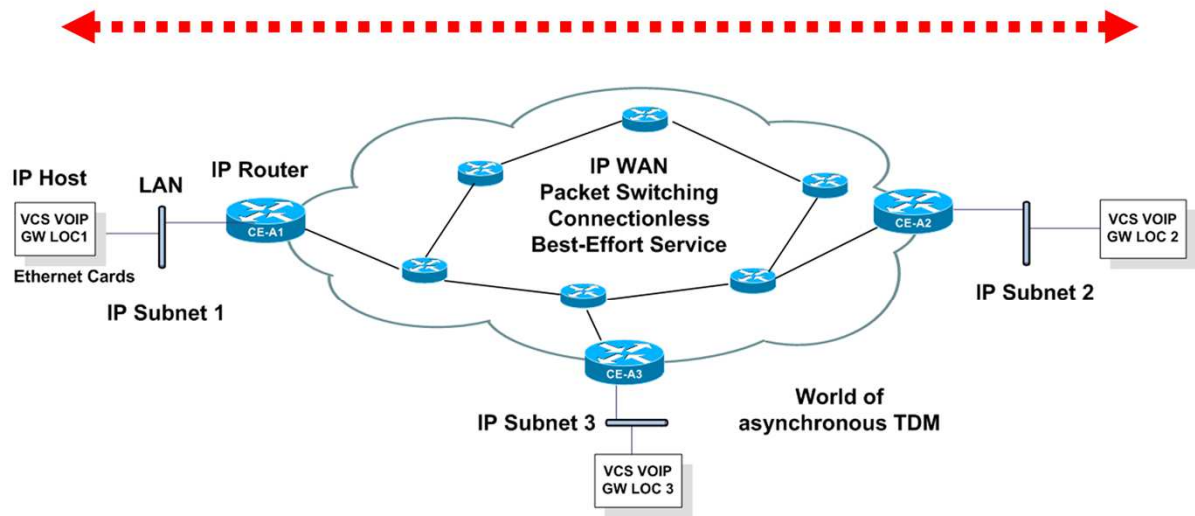 IP Host
LAN
IP Router
VCS VOIP
GW LOC1
Ethernet Cards
CE-A1
IP Subnet 1
IP WAN
Packet Switching
Connectionless
Best-Effort Service
CE-A2
VCS VOIP
GW LOC 2
IP Subnet 2
CE-A3
World of
asynchronous TDM
IP Subnet 3
VCS VOIP
GW LOC 3